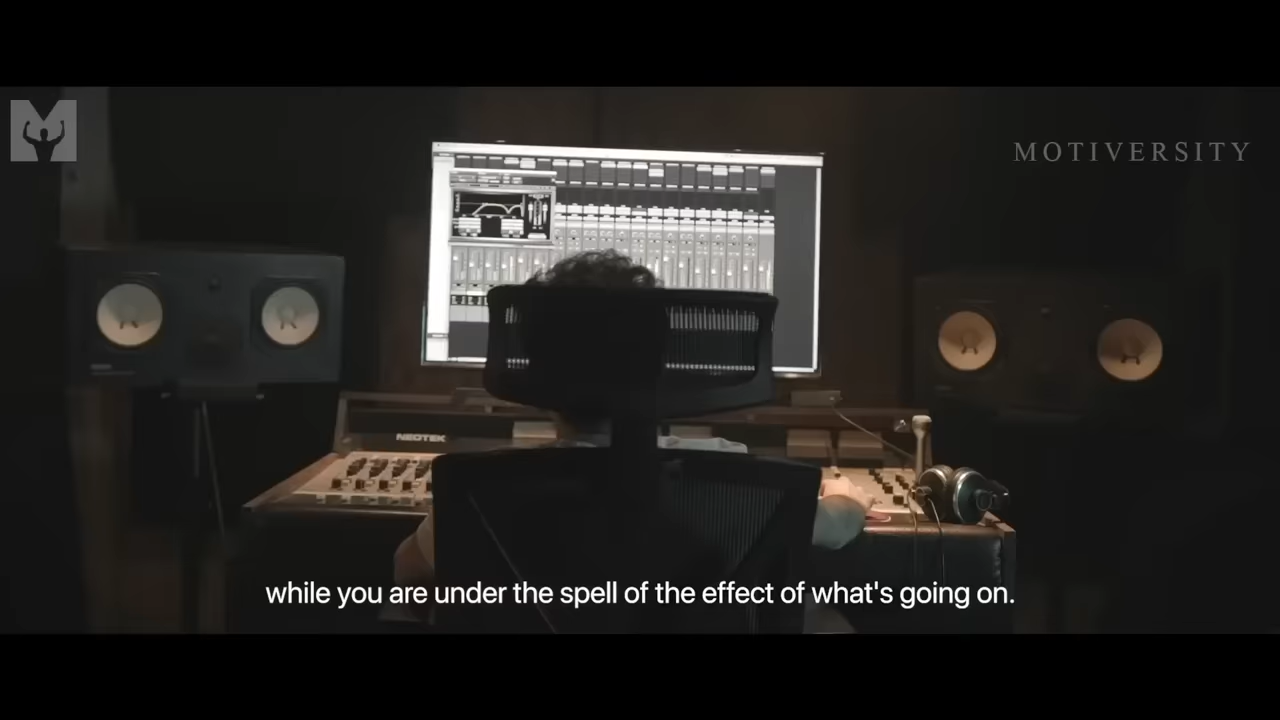 MOTIVERSITY
NEOTEK
while you are under the spell of the effect of what's going on.